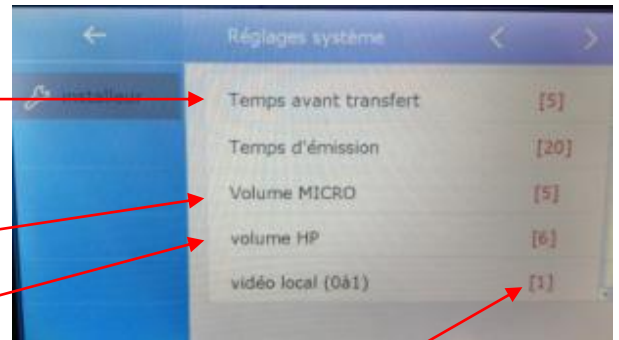 Réglages système
installeur
Temps avant transfert [5]
Temps d'émission [20]
Volume MICRO [5]
volume HP [6]
vidéo local (0à1) [1]